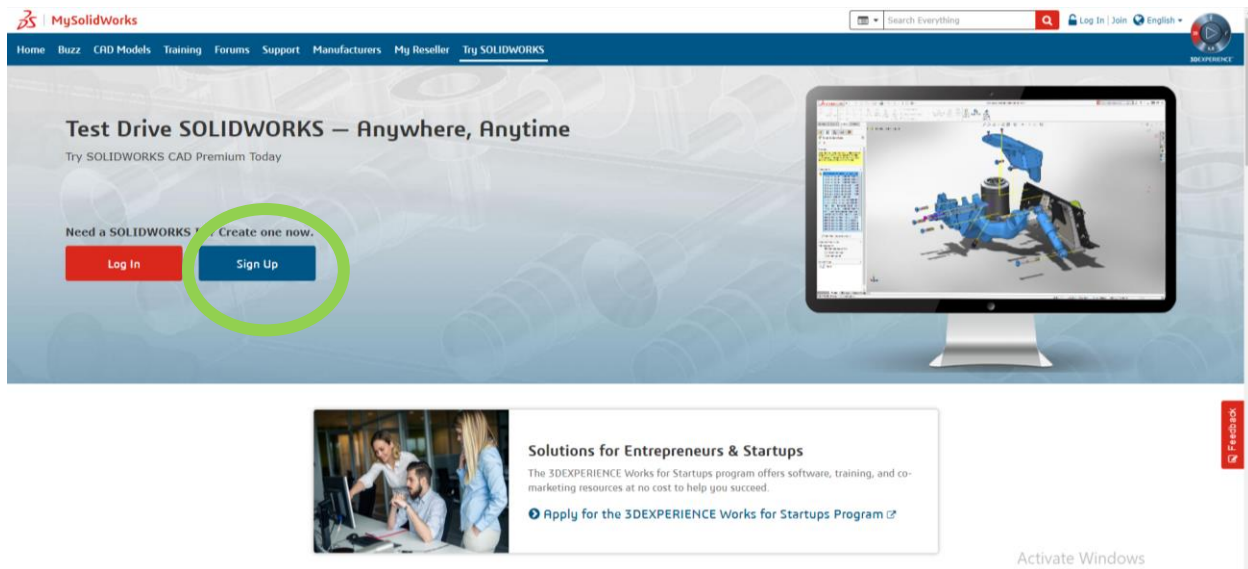 MySolidWorks
Search Everything
Log In | Join English
3DEXPERIENCE
Home Buzz CAD Models Training Forums Support Manufacturers My Reseller Try SOLIDWORKS
Test Drive SOLIDWORKS — Anywhere, Anytime
Try SOLIDWORKS CAD Premium Today
Need a SOLIDWORKS Create one now.
Log In Sign Up
Feedback
Solutions for Entrepreneurs & Startups
The 3DEXPERIENCE Works for Startups program offers software, training, and co-
marketing resources at no cost to help you succeed.
Apply for the 3DEXPERIENCE Works for Startups Program
Activate Windows